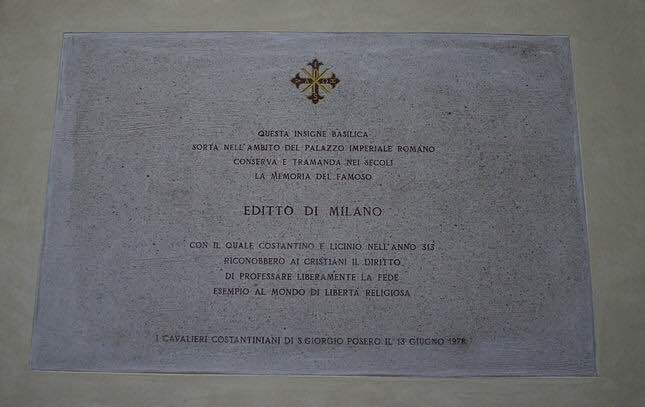 QUESTA INSIGNE BASILICA
SORTA NELL'AMBITO DEL PALAZZO IMPERIALE ROMANO
CONSERVA E TRAMANDA NEI SECOLI
LA MEMORIA DEL FAMOSO
EDITTO DI MILANO
CON IL QUALE COSTANTINO E LICINIO NELL'ANNO 313
RICONOBBERO AI CRISTIANI IL DIRITTO
DI PROFESSARE LIBERAMENTE LA FEDE
ESEMPIO AL MONDO DI LIBERTÀ RELIGIOSA
I CAVALIERI COSTANTINIANI DI S.GIORGIO POSERO IL 13 GIUGNO 1978